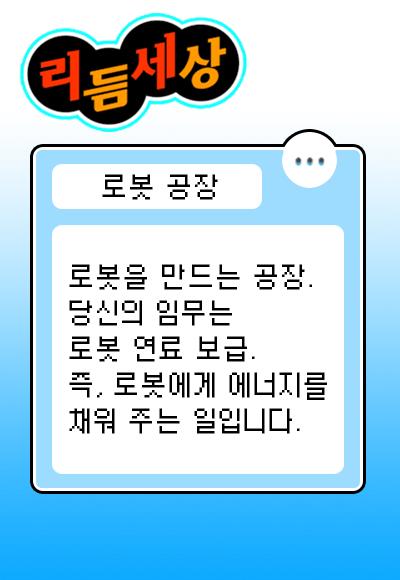 리듬세상
로봇 공장
로봇을 만드는 공장.
당신의 임무는
로봇 연료 보급.
즉, 로봇에게 에너지를
채워 주는 일입니다.